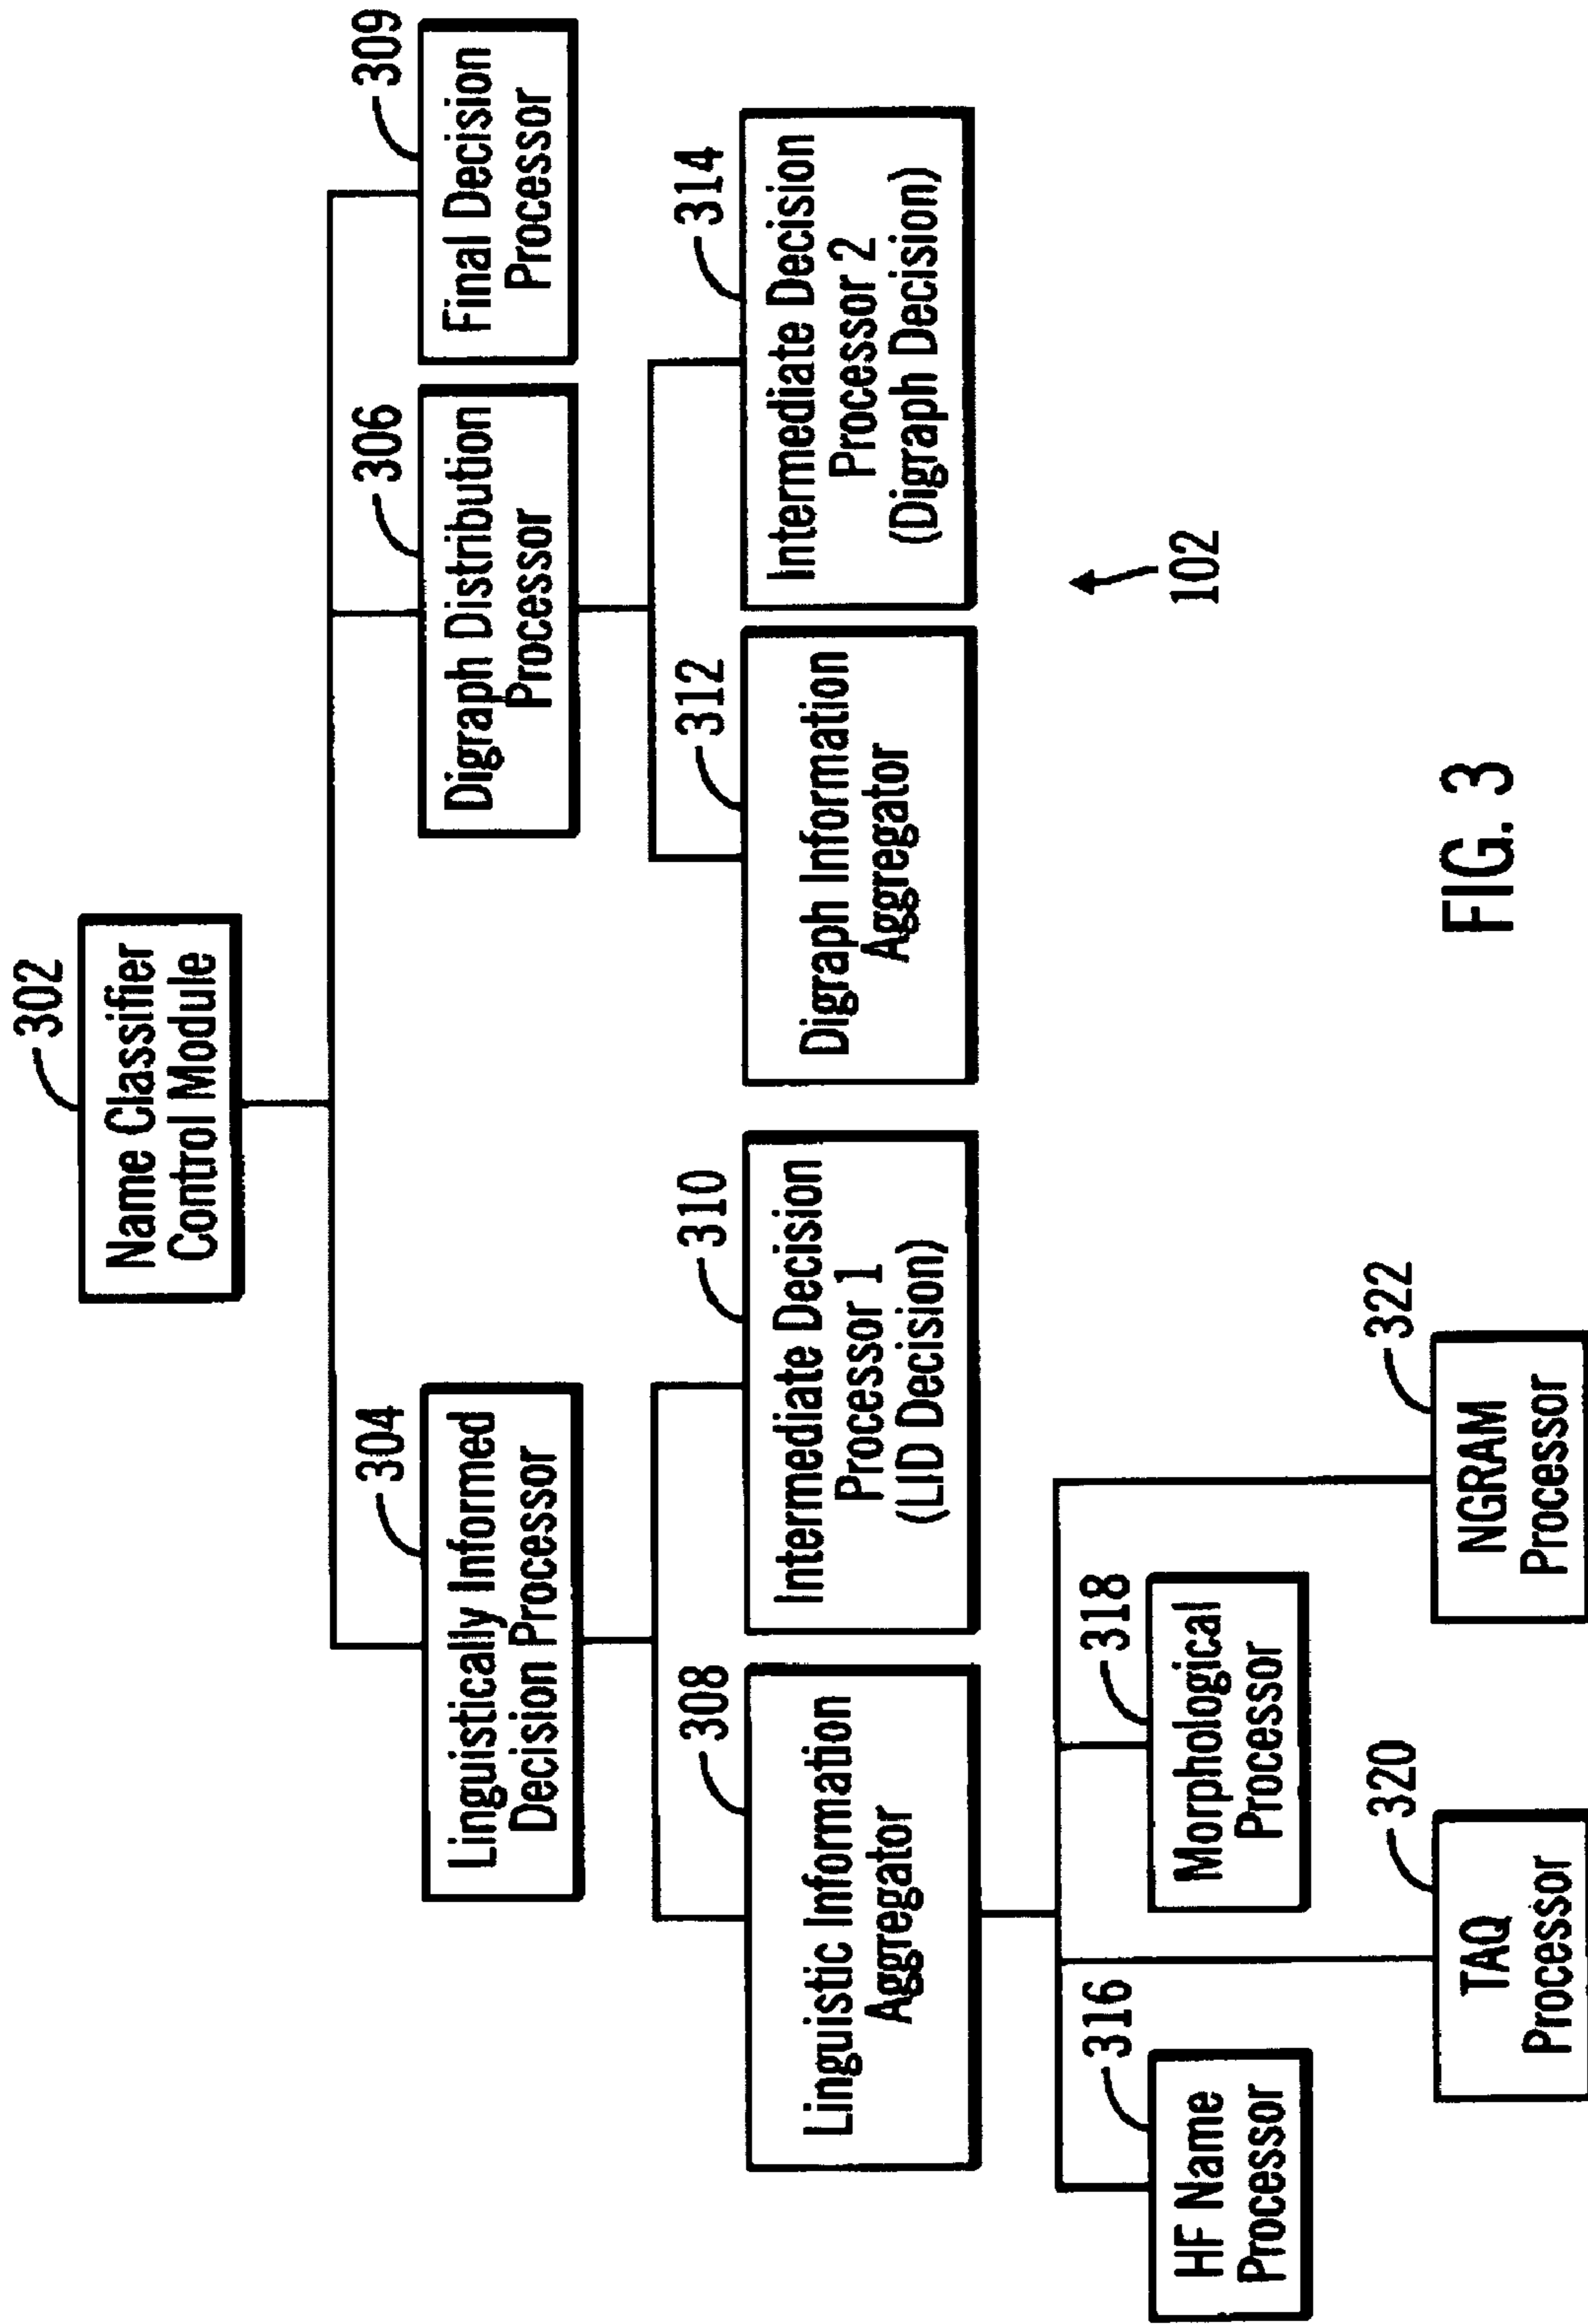 302
Name Classifier
Control Module
304
Linguistically Informed
Decision Processor
306
Digraph Distribution
Processor
309
Final Decision
Processor
308
Linguistic Information
Aggregator
310
Intermediate Decision
Processor 1
(LID Decision)
312
Digraph Information
Aggregator
314
Intermediate Decision
Processor 2
(Digraph Decision)
316
HF Name
Processor
318
Morphological
Processor
320
TAQ
Processor
322
NGRAM
Processor
102
FIG. 3